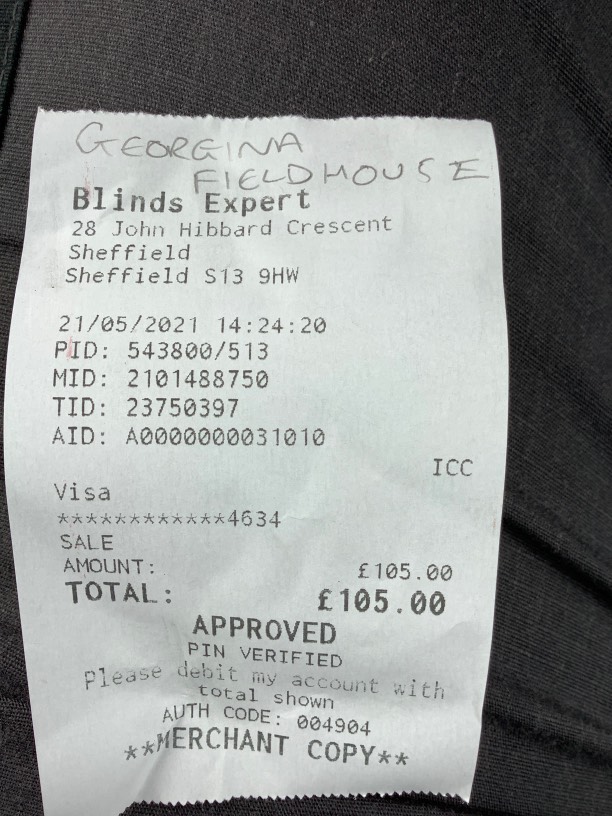 GEORGINA
FIELDHOUSE
Blinds Expert
28 John Hibbard Crescent
Sheffield
Sheffield S13 9HW
21/05/2021 14:24:20
PID: 543800/513
MID: 2101488750
TID: 23750397
AID: A0000000031010
ICC
Visa
************4634
SALE
AMOUNT: £105.00
TOTAL: £105.00
APPROVED
PIN VERIFIED
Please debit my account with
total shown
AUTH CODE: 004904
**MERCHANT COPY**